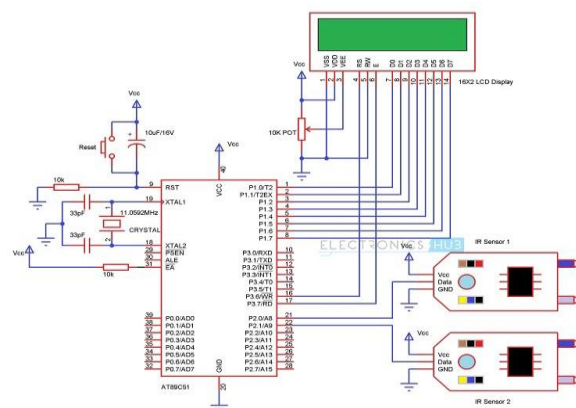 VSS VDD VEE RS RW E D0 D1 D2 D3 D4 D5 D6 D7
1 2 3 4 5 6 7 8 9 10 11 12 13 14
16X2 LCD Display
Vcc
10K POT
Vcc
10uF/16V
Reset
Vcc
40
VCC
10k
9 RST
33pF
19 XTAL1
1
11.0592MHz
CRYSTAL
2
33pF
18 XTAL2
29 PSEN
30 ALE
31 EA
Vcc
10k
P1.0/T2 1
P1.1/T2EX 2
P1.2 3
P1.3 4
P1.4 5
P1.5 6
P1.6 7
P1.7 8
P3.0/RXD 10
P3.1/TXD 11
P3.2/INT0 12
P3.3/INT1 13
P3.4/T0 14
P3.5/T1 15
P3.6/WR 16
P3.7/RD 17
39 P0.0/AD0
38 P0.1/AD1
37 P0.2/AD2
36 P0.3/AD3
35 P0.4/AD4
34 P0.5/AD5
33 P0.6/AD6
32 P0.7/AD7
P2.0/A8 21
P2.1/A9 22
P2.2/A10 23
P2.3/A11 24
P2.4/A12 25
P2.5/A13 26
P2.6/A14 27
P2.7/A15 28
GND
20
AT89C51
ELECTRONICS HUB
IR Sensor 1
Vcc
Vcc
Data
GND
Vcc
Vcc
Data
GND
IR Sensor 2